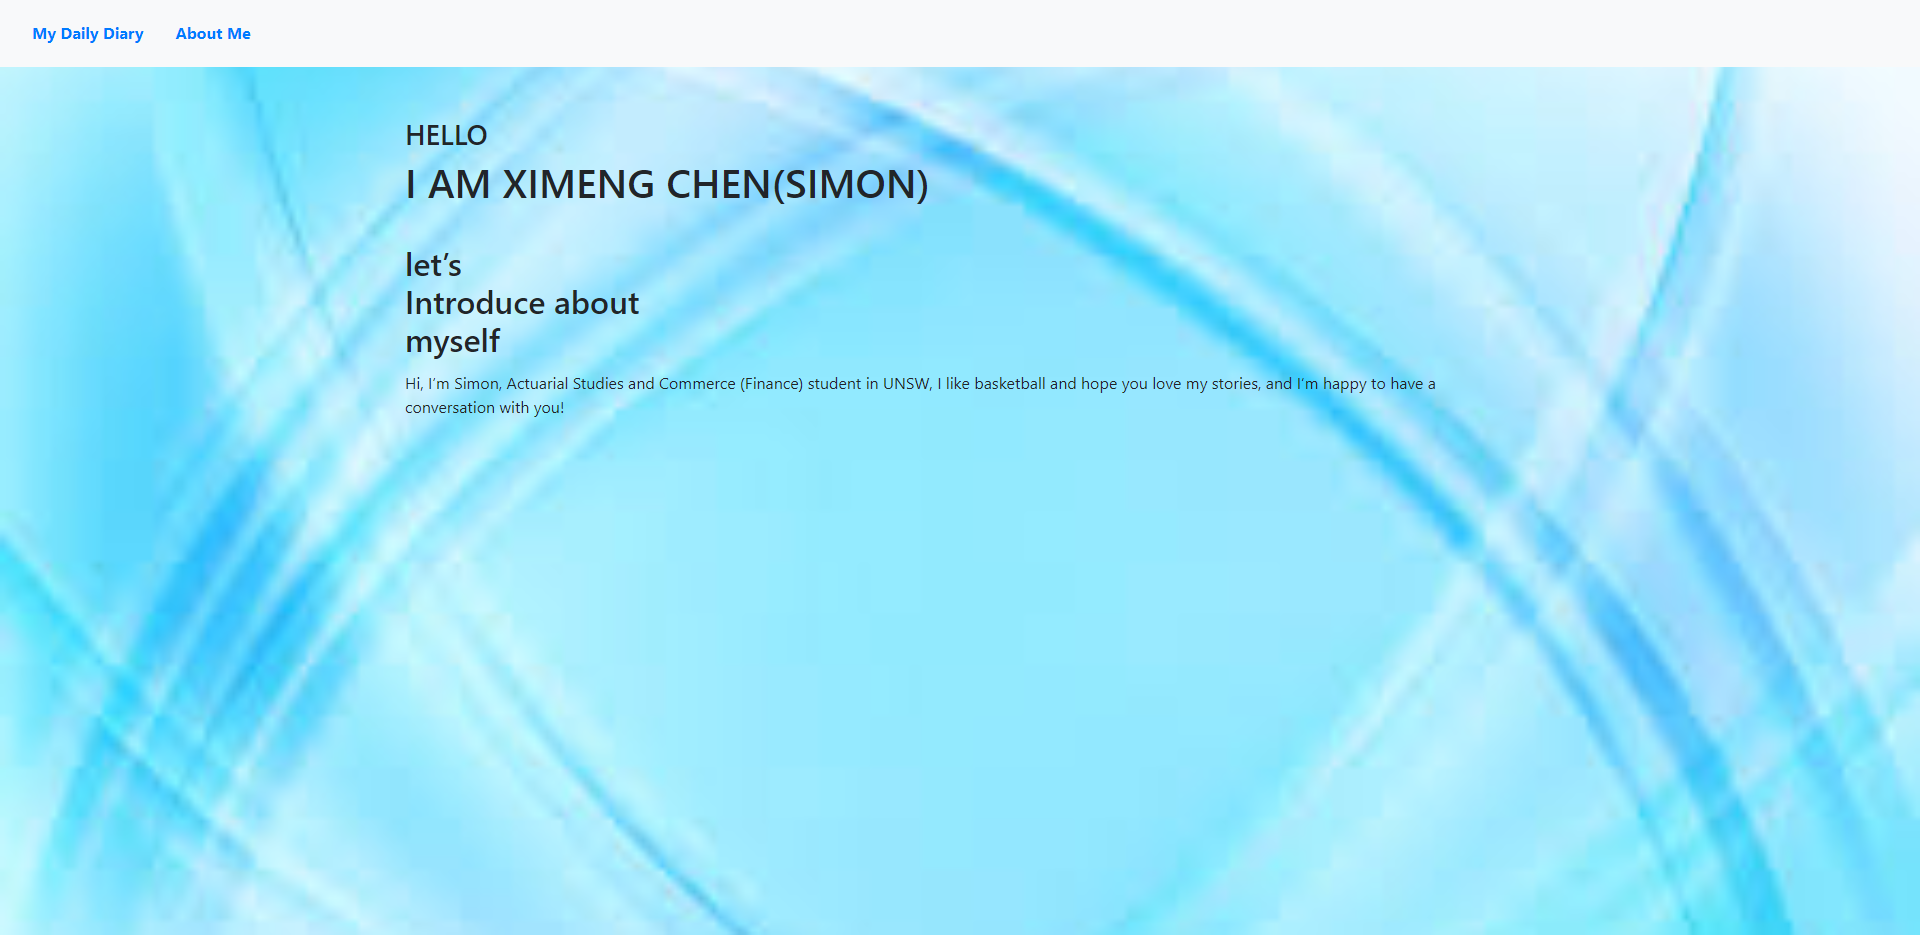 My Daily Diary About Me
HELLO
I AM XIMENG CHEN(SIMON)
let’s
Introduce about
myself
Hi, I’m Simon, Actuarial Studies and Commerce (Finance) student in UNSW, I like basketball and hope you love my stories, and I’m happy to have a
conversation with you!